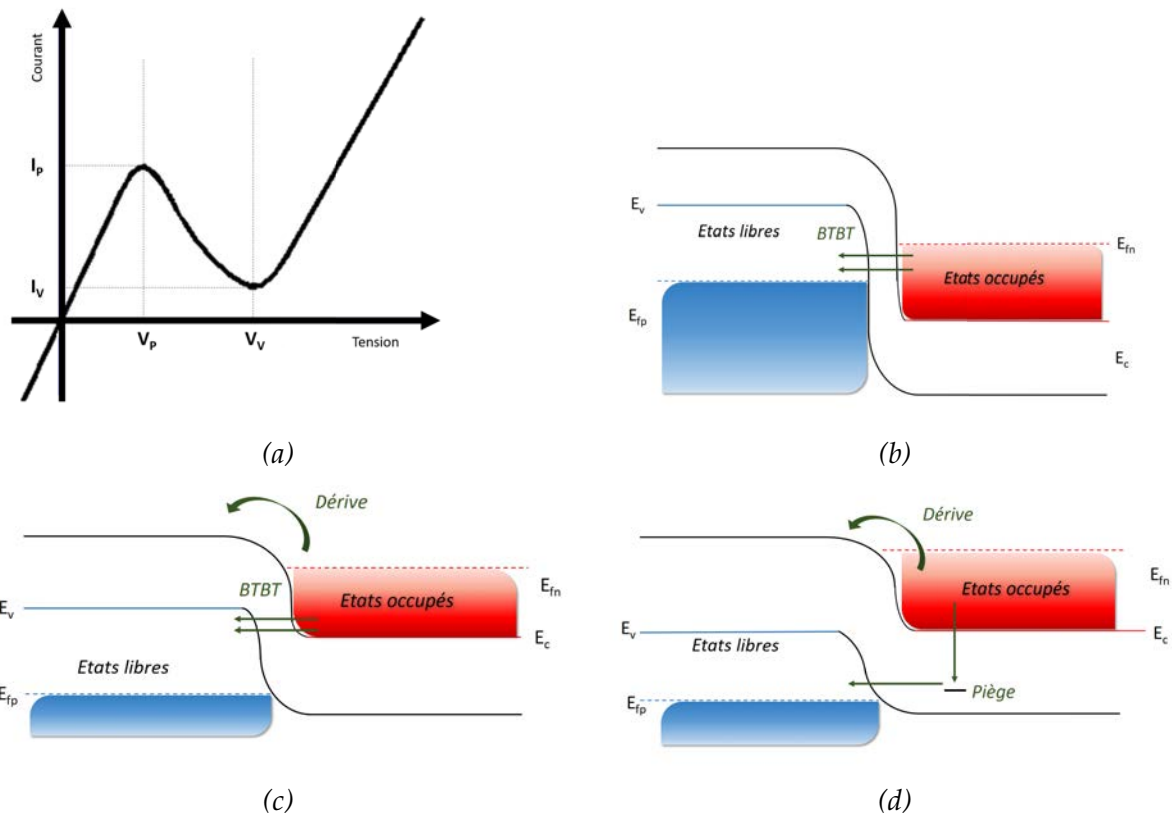 Courant
I_P
I_V
V_P
V_V
Tension
(a)
E_v
Etats libres
BTBT
E_fn
Etats occupés
E_fp
E_c
(b)
Dérive
BTBT
E_fn
Etats occupés
E_v
E_c
Etats libres
E_fp
(c)
Dérive
E_fn
Etats occupés
E_v
E_c
Etats libres
Piège
E_fp
(d)